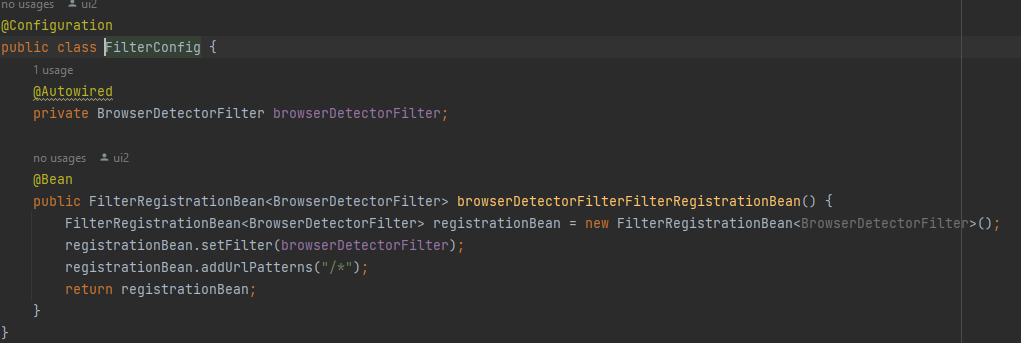 no usages ui2
@Configuration
public class FilterConfig {
1 usage
@Autowired
private BrowserDetectorFilter browserDetectorFilter;
no usages ui2
@Bean
public FilterRegistrationBean<BrowserDetectorFilter> browserDetectorFilterFilterRegistrationBean() {
FilterRegistrationBean<BrowserDetectorFilter> registrationBean = new FilterRegistrationBean<BrowserDetectorFilter>();
registrationBean.setFilter(browserDetectorFilter);
registrationBean.addUrlPatterns("/*");
return registrationBean;
}
}